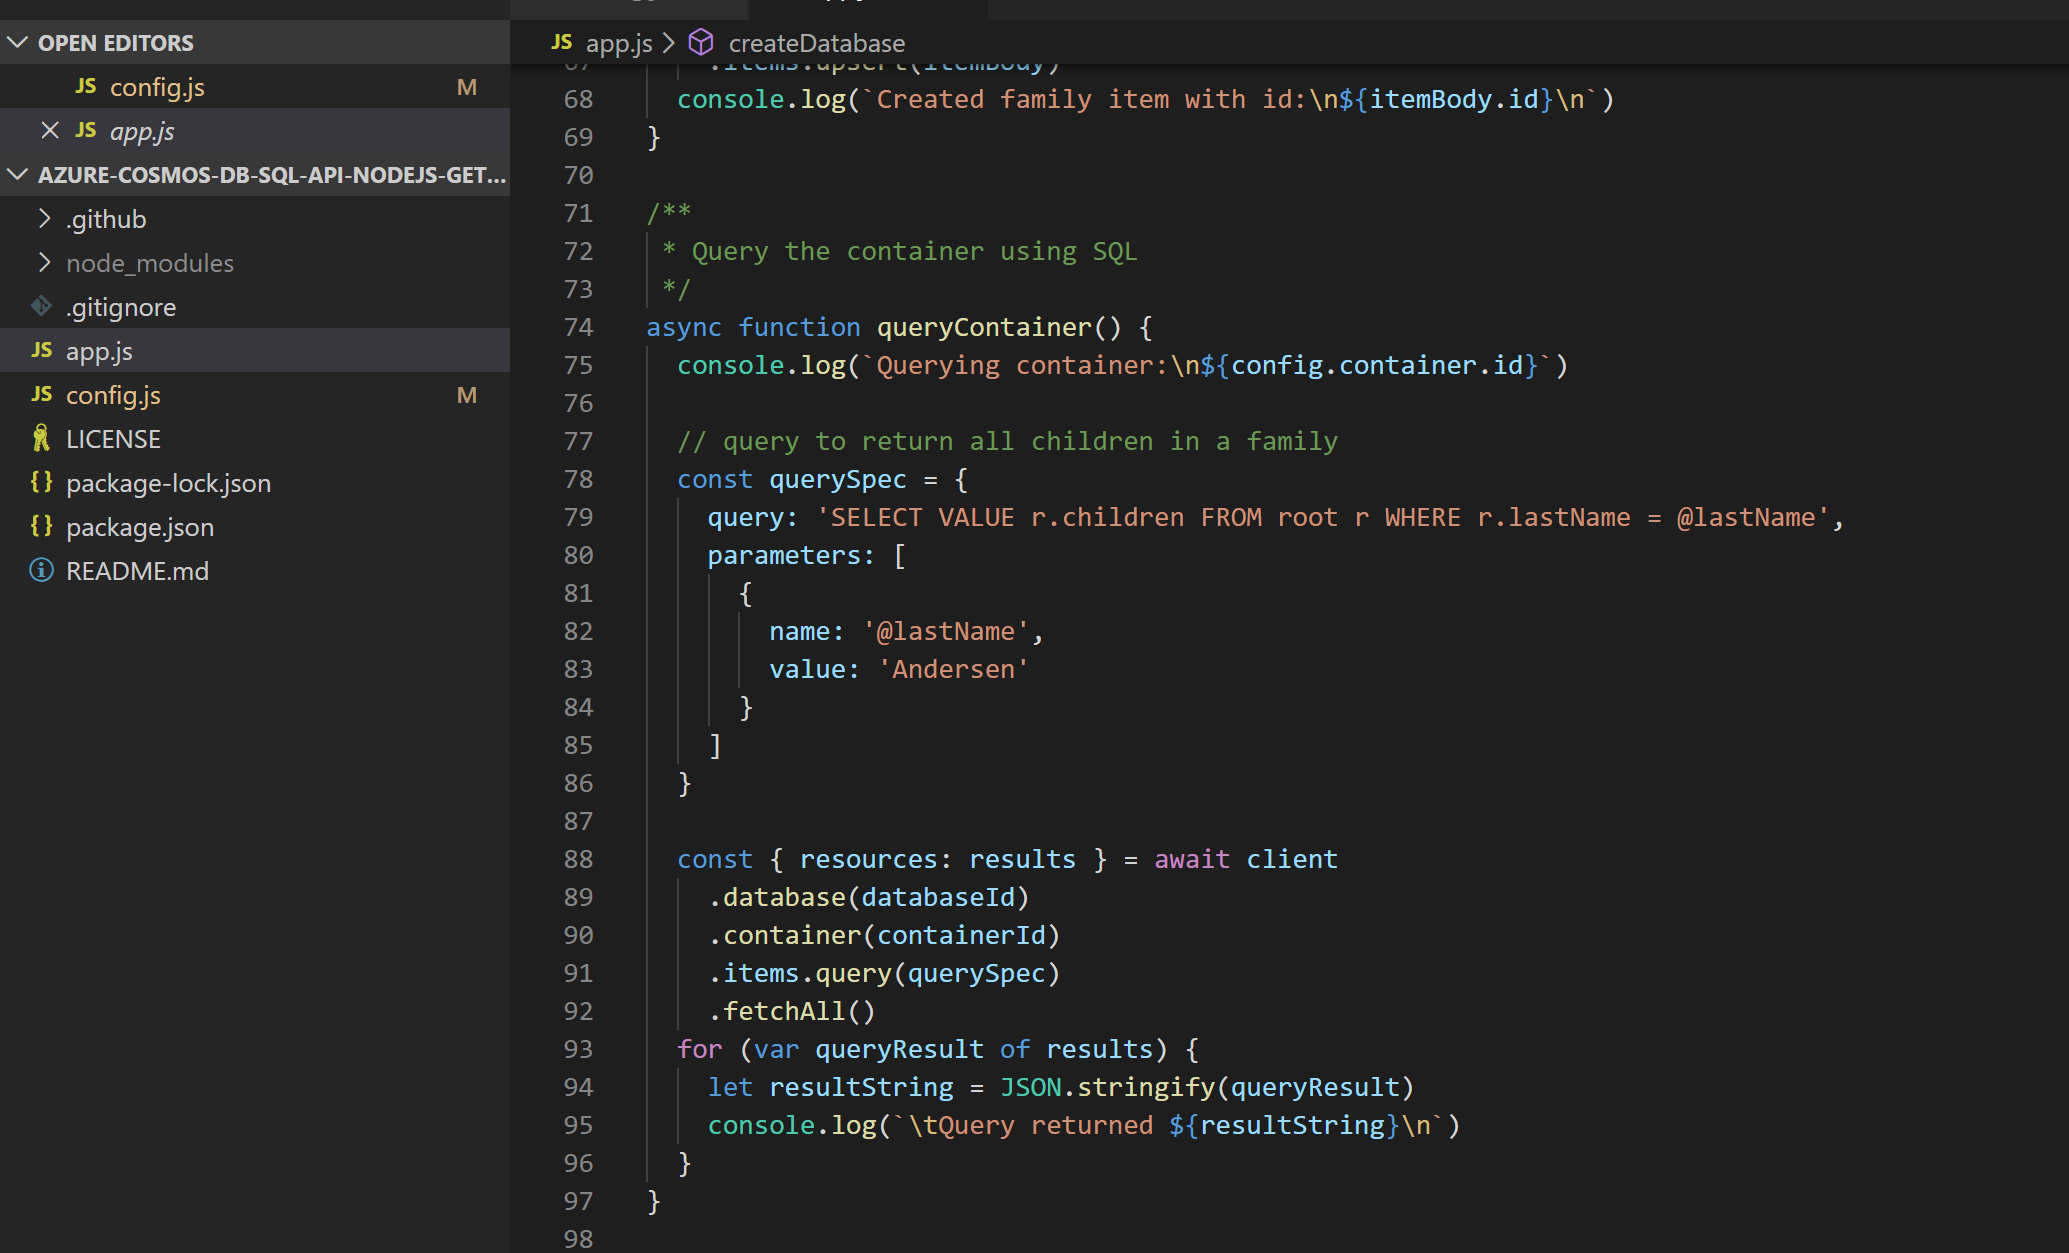 OPEN EDITORS
JS config.js M
JS app.js
AZURE-COSMOS-DB-SQL-API-NODEJS-GET...
.github
node_modules
.gitignore
JS app.js
JS config.js M
LICENSE
{} package-lock.json
{} package.json
README.md
JS app.js > createDatabase
67 .items.upsert(itemBody)
68 console.log(`Created family item with id:\n${itemBody.id}\n`)
69 }
70
71 /**
72 * Query the container using SQL
73 */
74 async function queryContainer() {
75 console.log(`Querying container:\n${config.container.id}`)
76
77 // query to return all children in a family
78 const querySpec = {
79 query: 'SELECT VALUE r.children FROM root r WHERE r.lastName = @lastName',
80 parameters: [
81 {
82 name: '@lastName',
83 value: 'Andersen'
84 }
85 ]
86 }
87
88 const { resources: results } = await client
89 .database(databaseId)
90 .container(containerId)
91 .items.query(querySpec)
92 .fetchAll()
93 for (var queryResult of results) {
94 let resultString = JSON.stringify(queryResult)
95 console.log(`\tQuery returned ${resultString}\n`)
96 }
97 }
98